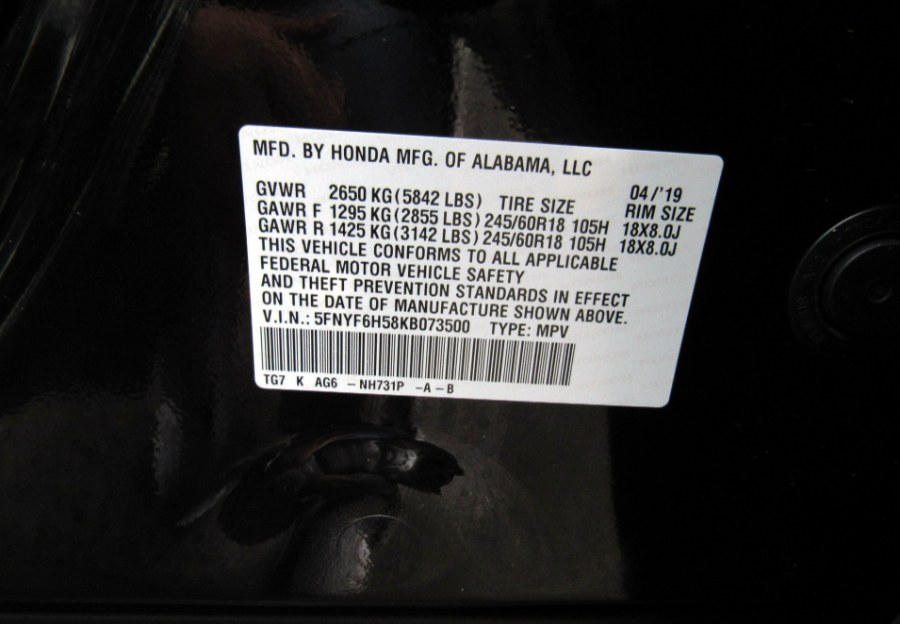 MFD. BY HONDA MFG. OF ALABAMA, LLC
04/'19
GVWR 2650 KG(5842 LBS) TIRE SIZE RIM SIZE
GAWR F 1295 KG(2855 LBS) 245/60R18 105H 18X8.0J
GAWR R 1425 KG(3142 LBS) 245/60R18 105H 18X8.0J
THIS VEHICLE CONFORMS TO ALL APPLICABLE
FEDERAL MOTOR VEHICLE SAFETY
AND THEFT PREVENTION STANDARDS IN EFFECT
ON THE DATE OF MANUFACTURE SHOWN ABOVE.
V.I.N.: 5FNYF6H58KB073500 TYPE: MPV
TG7 K AG6 - NH731P - A - B